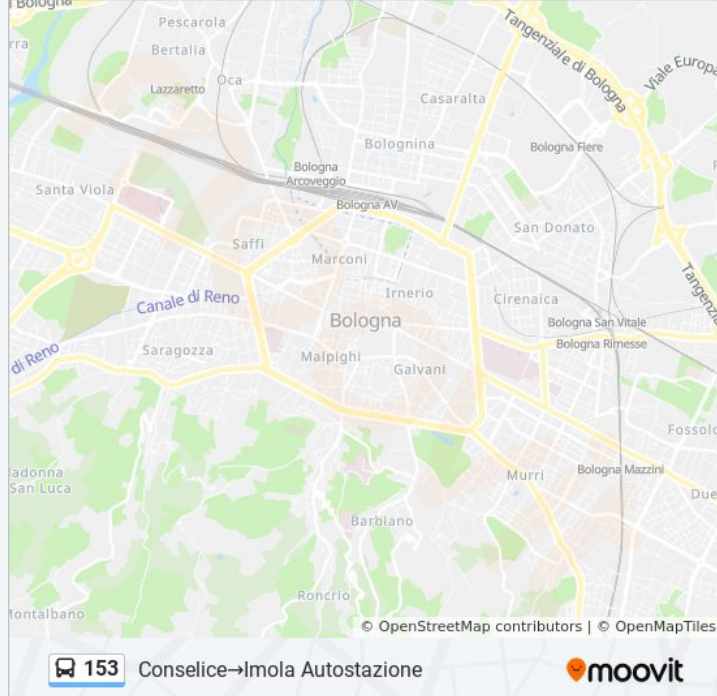 Bologna
Pescarola
Tangenziale di Bologna
Bertalia
Viale Europa
Oca
Lazzaretto
Casaralta
Bolognina
Bologna Fiere
Bologna
Arcoveggio
Santa Viola
Bologna AV
San Donato
Saffi
Marconi
Irnerio
Canale di Reno
Cirenaica
Bologna
Bologna San Vitale
Bologna Rimesse
di Reno
Saragozza
Malpighi
Galvani
Fossolo
Murri
Bologna Mazzini
adonna
San Luca
Due
Barbiano
Roncrio
Montalbano
© OpenStreetMap contributors | © OpenMapTiles
153 Conselice→Imola Autostazione
moovit